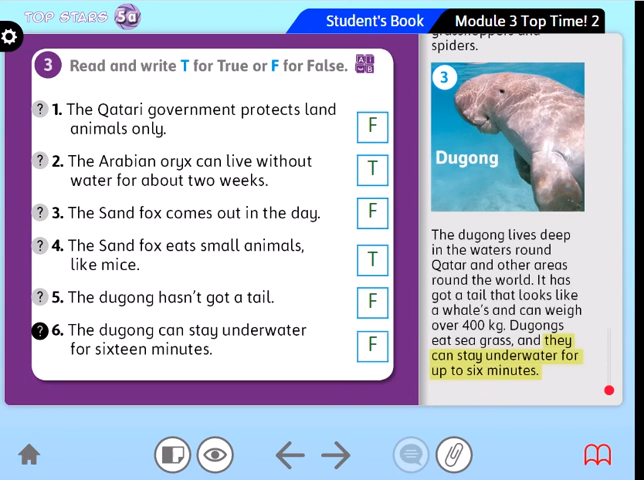 TOP STARS 5a
Student's Book
Module 3 Top Time! 2
3 Read and write T for True or F for False.
? 1. The Qatari government protects land
animals only.
F
? 2. The Arabian oryx can live without
water for about two weeks.
T
? 3. The Sand fox comes out in the day.
F
? 4. The Sand fox eats small animals,
like mice.
T
? 5. The dugong hasn't got a tail.
F
? 6. The dugong can stay underwater
for sixteen minutes.
F
spiders.
3
Dugong
The dugong lives deep
in the waters round
Qatar and other areas
round the world. It has
got a tail that looks like
a whale's and can weigh
over 400 kg. Dugongs
eat sea grass, and they
can stay underwater for
up to six minutes.